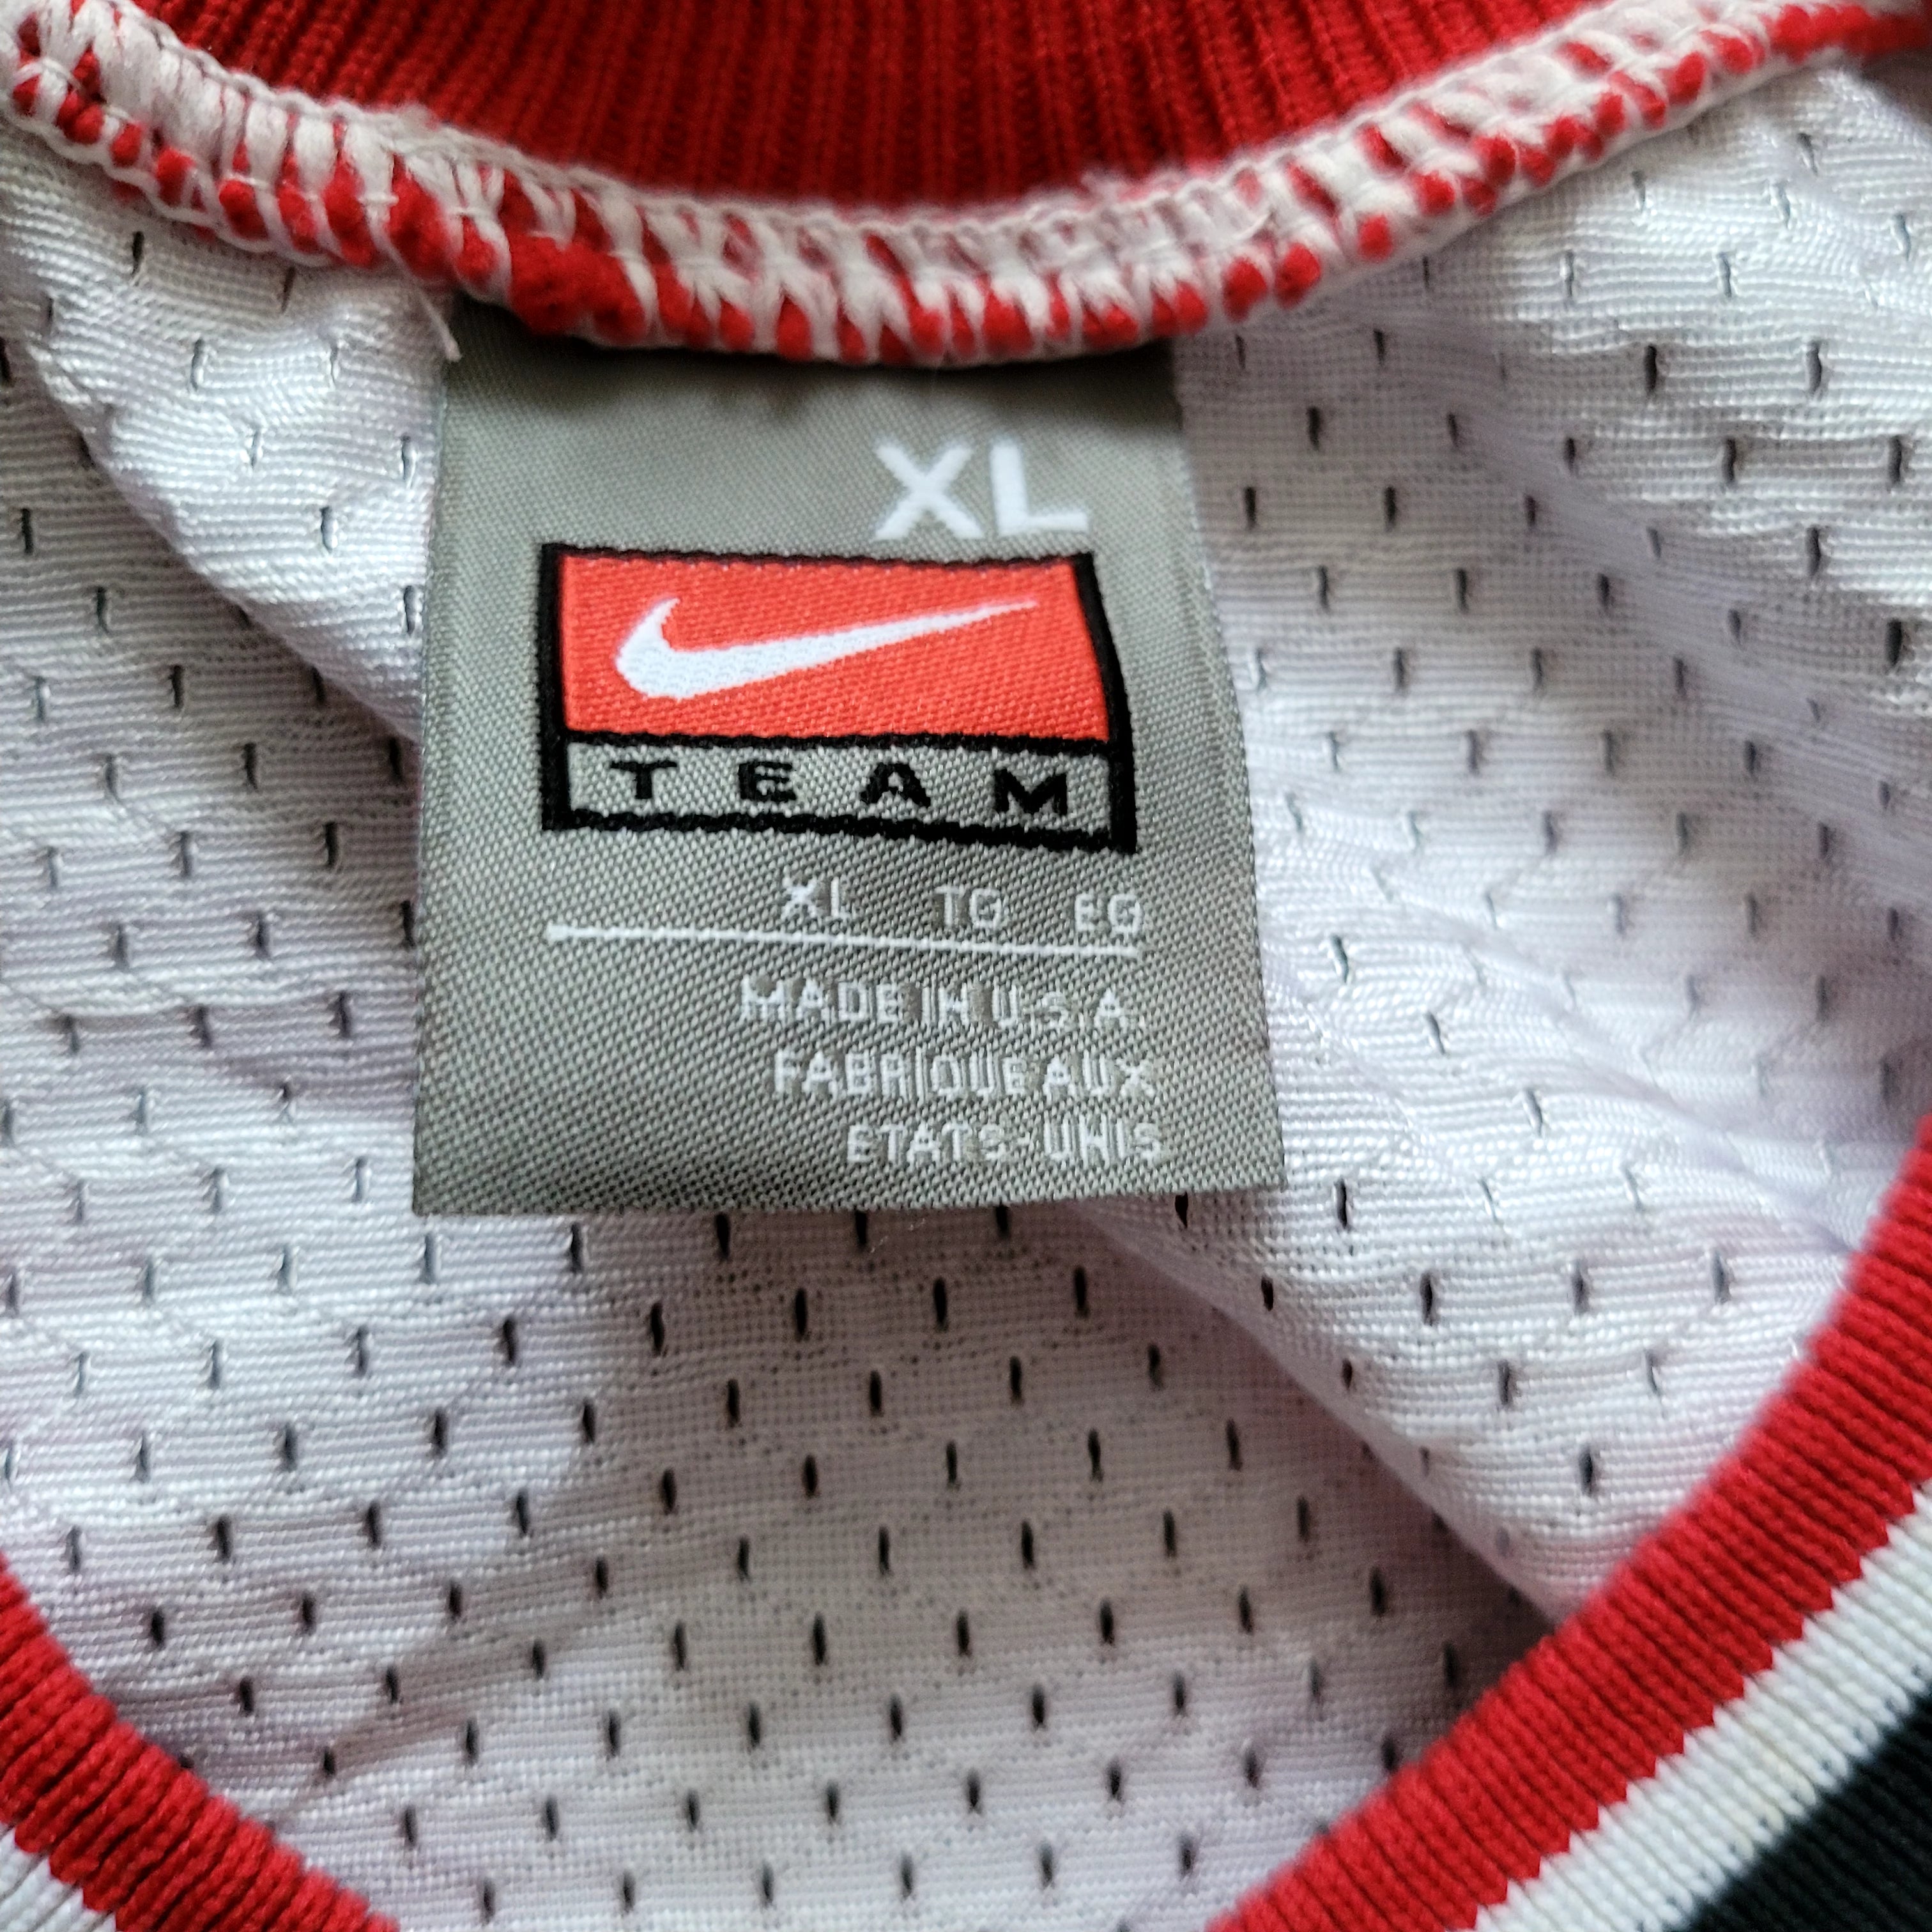 XL
TEAM
XL TG EG
MADE IN U.S.A.
FABRIQUE AUX
ETATS-UNIS